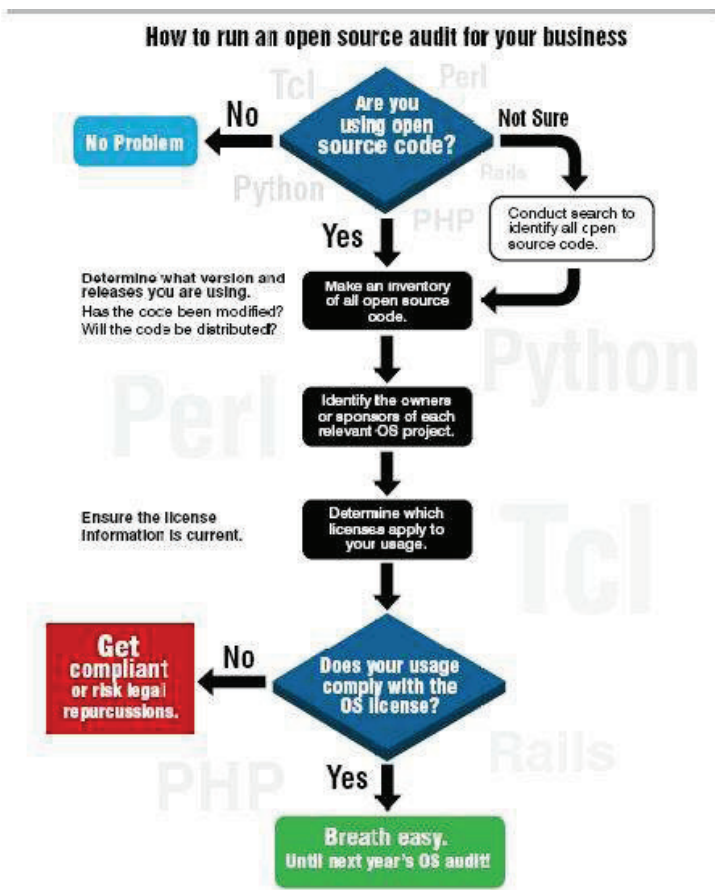 How to run an open source audit for your business
Tcl
Perl
Are you
using open
source code?
No
Not Sure
No Problem
Python
Rails
PHP
Conduct search to
identify all open
source code.
Yes
Determine what version and
releases you are using.
Has the code been modified?
Will the code be distributed?
Make an inventory
of all open source
code.
Python
Perl
Identify the owners
or sponsors of each
relevant OS project.
Ensure the license
information is current.
Determine which
licenses apply to
your usage.
Tcl
Get
compliant
or risk legal
repurcussions.
No
Does your usage
comply with the
OS license?
Rails
PHP
Yes
Breath easy.
Until next year's OS audit!